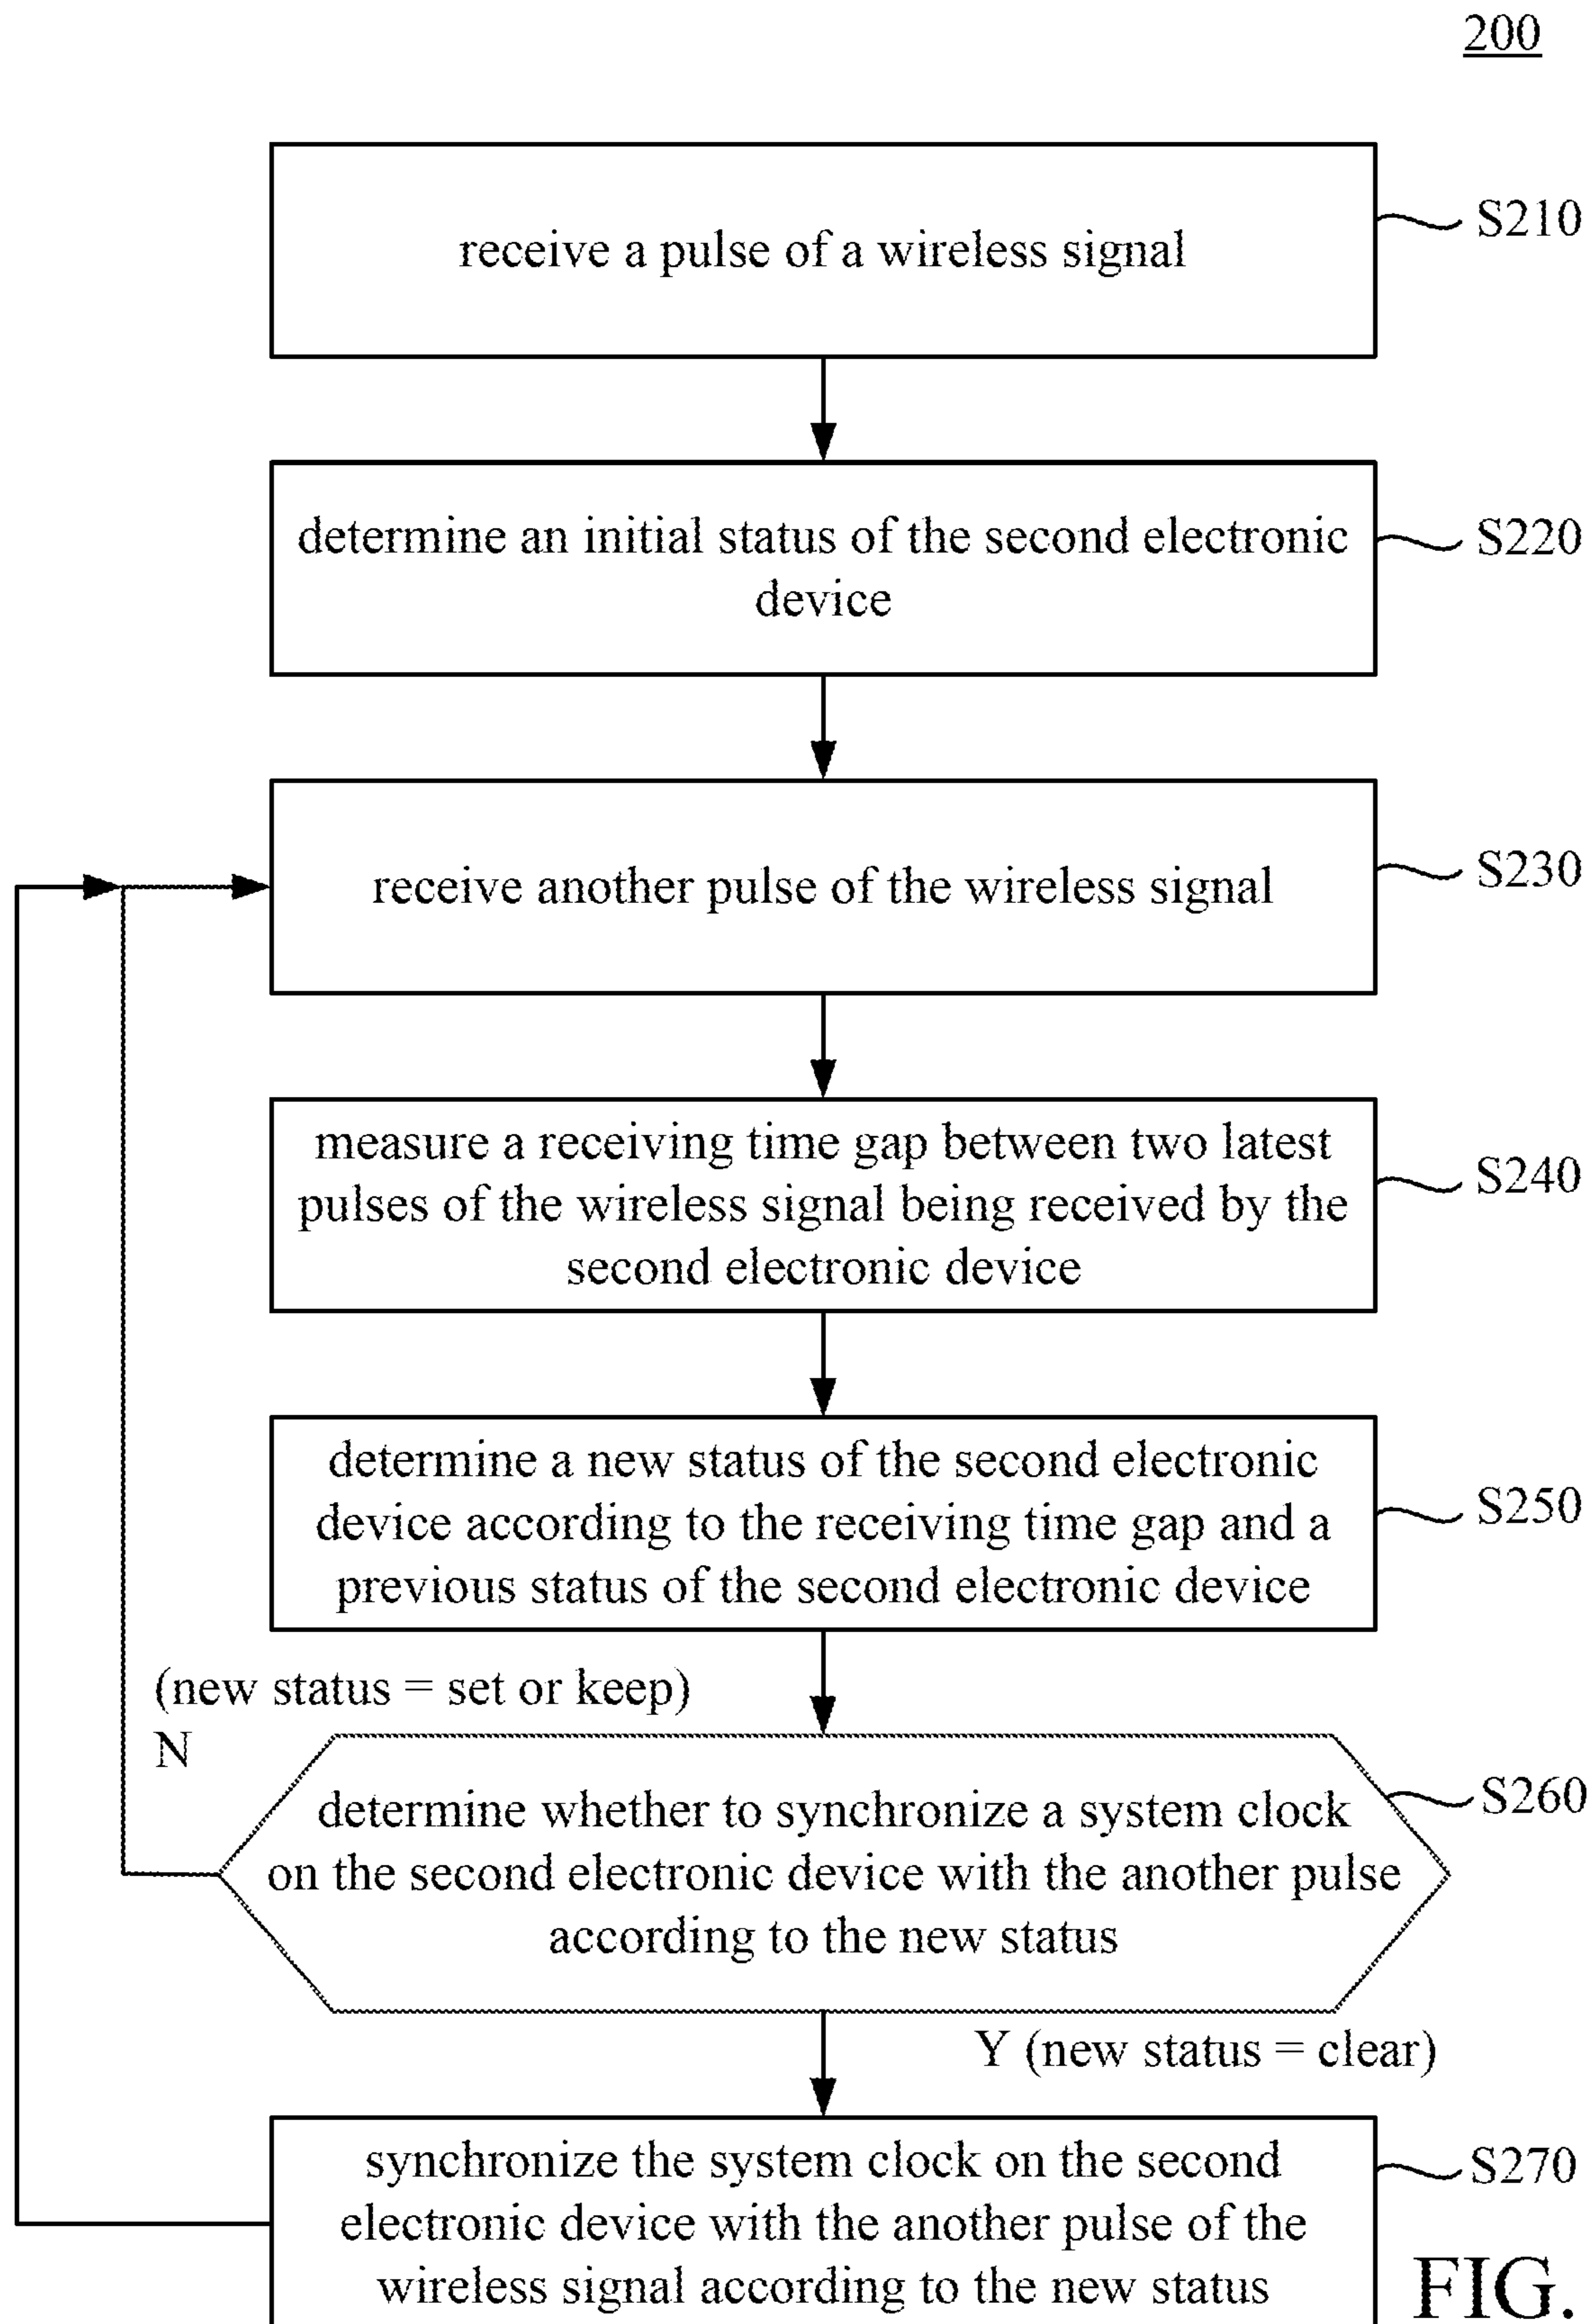 200
receive a pulse of a wireless signal
S210
determine an initial status of the second electronic
device
S220
receive another pulse of the wireless signal
S230
measure a receiving time gap between two latest
pulses of the wireless signal being received by the
second electronic device
S240
determine a new status of the second electronic
device according to the receiving time gap and a
previous status of the second electronic device
S250
(new status = set or keep)
N
determine whether to synchronize a system clock
on the second electronic device with the another pulse
according to the new status
S260
Y (new status = clear)
synchronize the system clock on the second
electronic device with the another pulse of the
wireless signal according to the new status
S270
FIG.